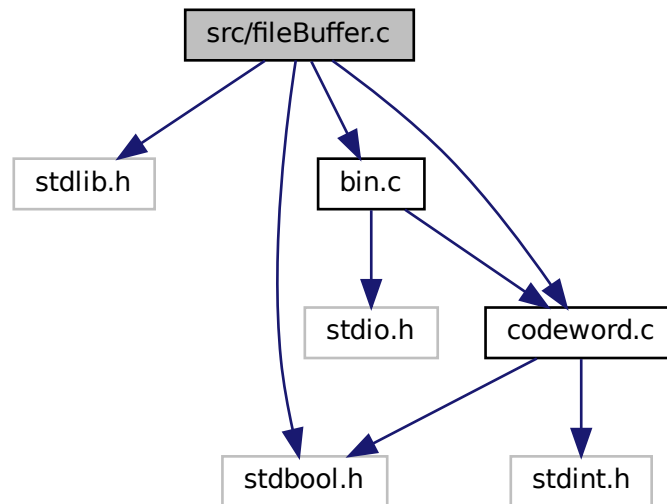 src/fileBuffer.c
stdlib.h
bin.c
stdio.h
codeword.c
stdbool.h
stdint.h